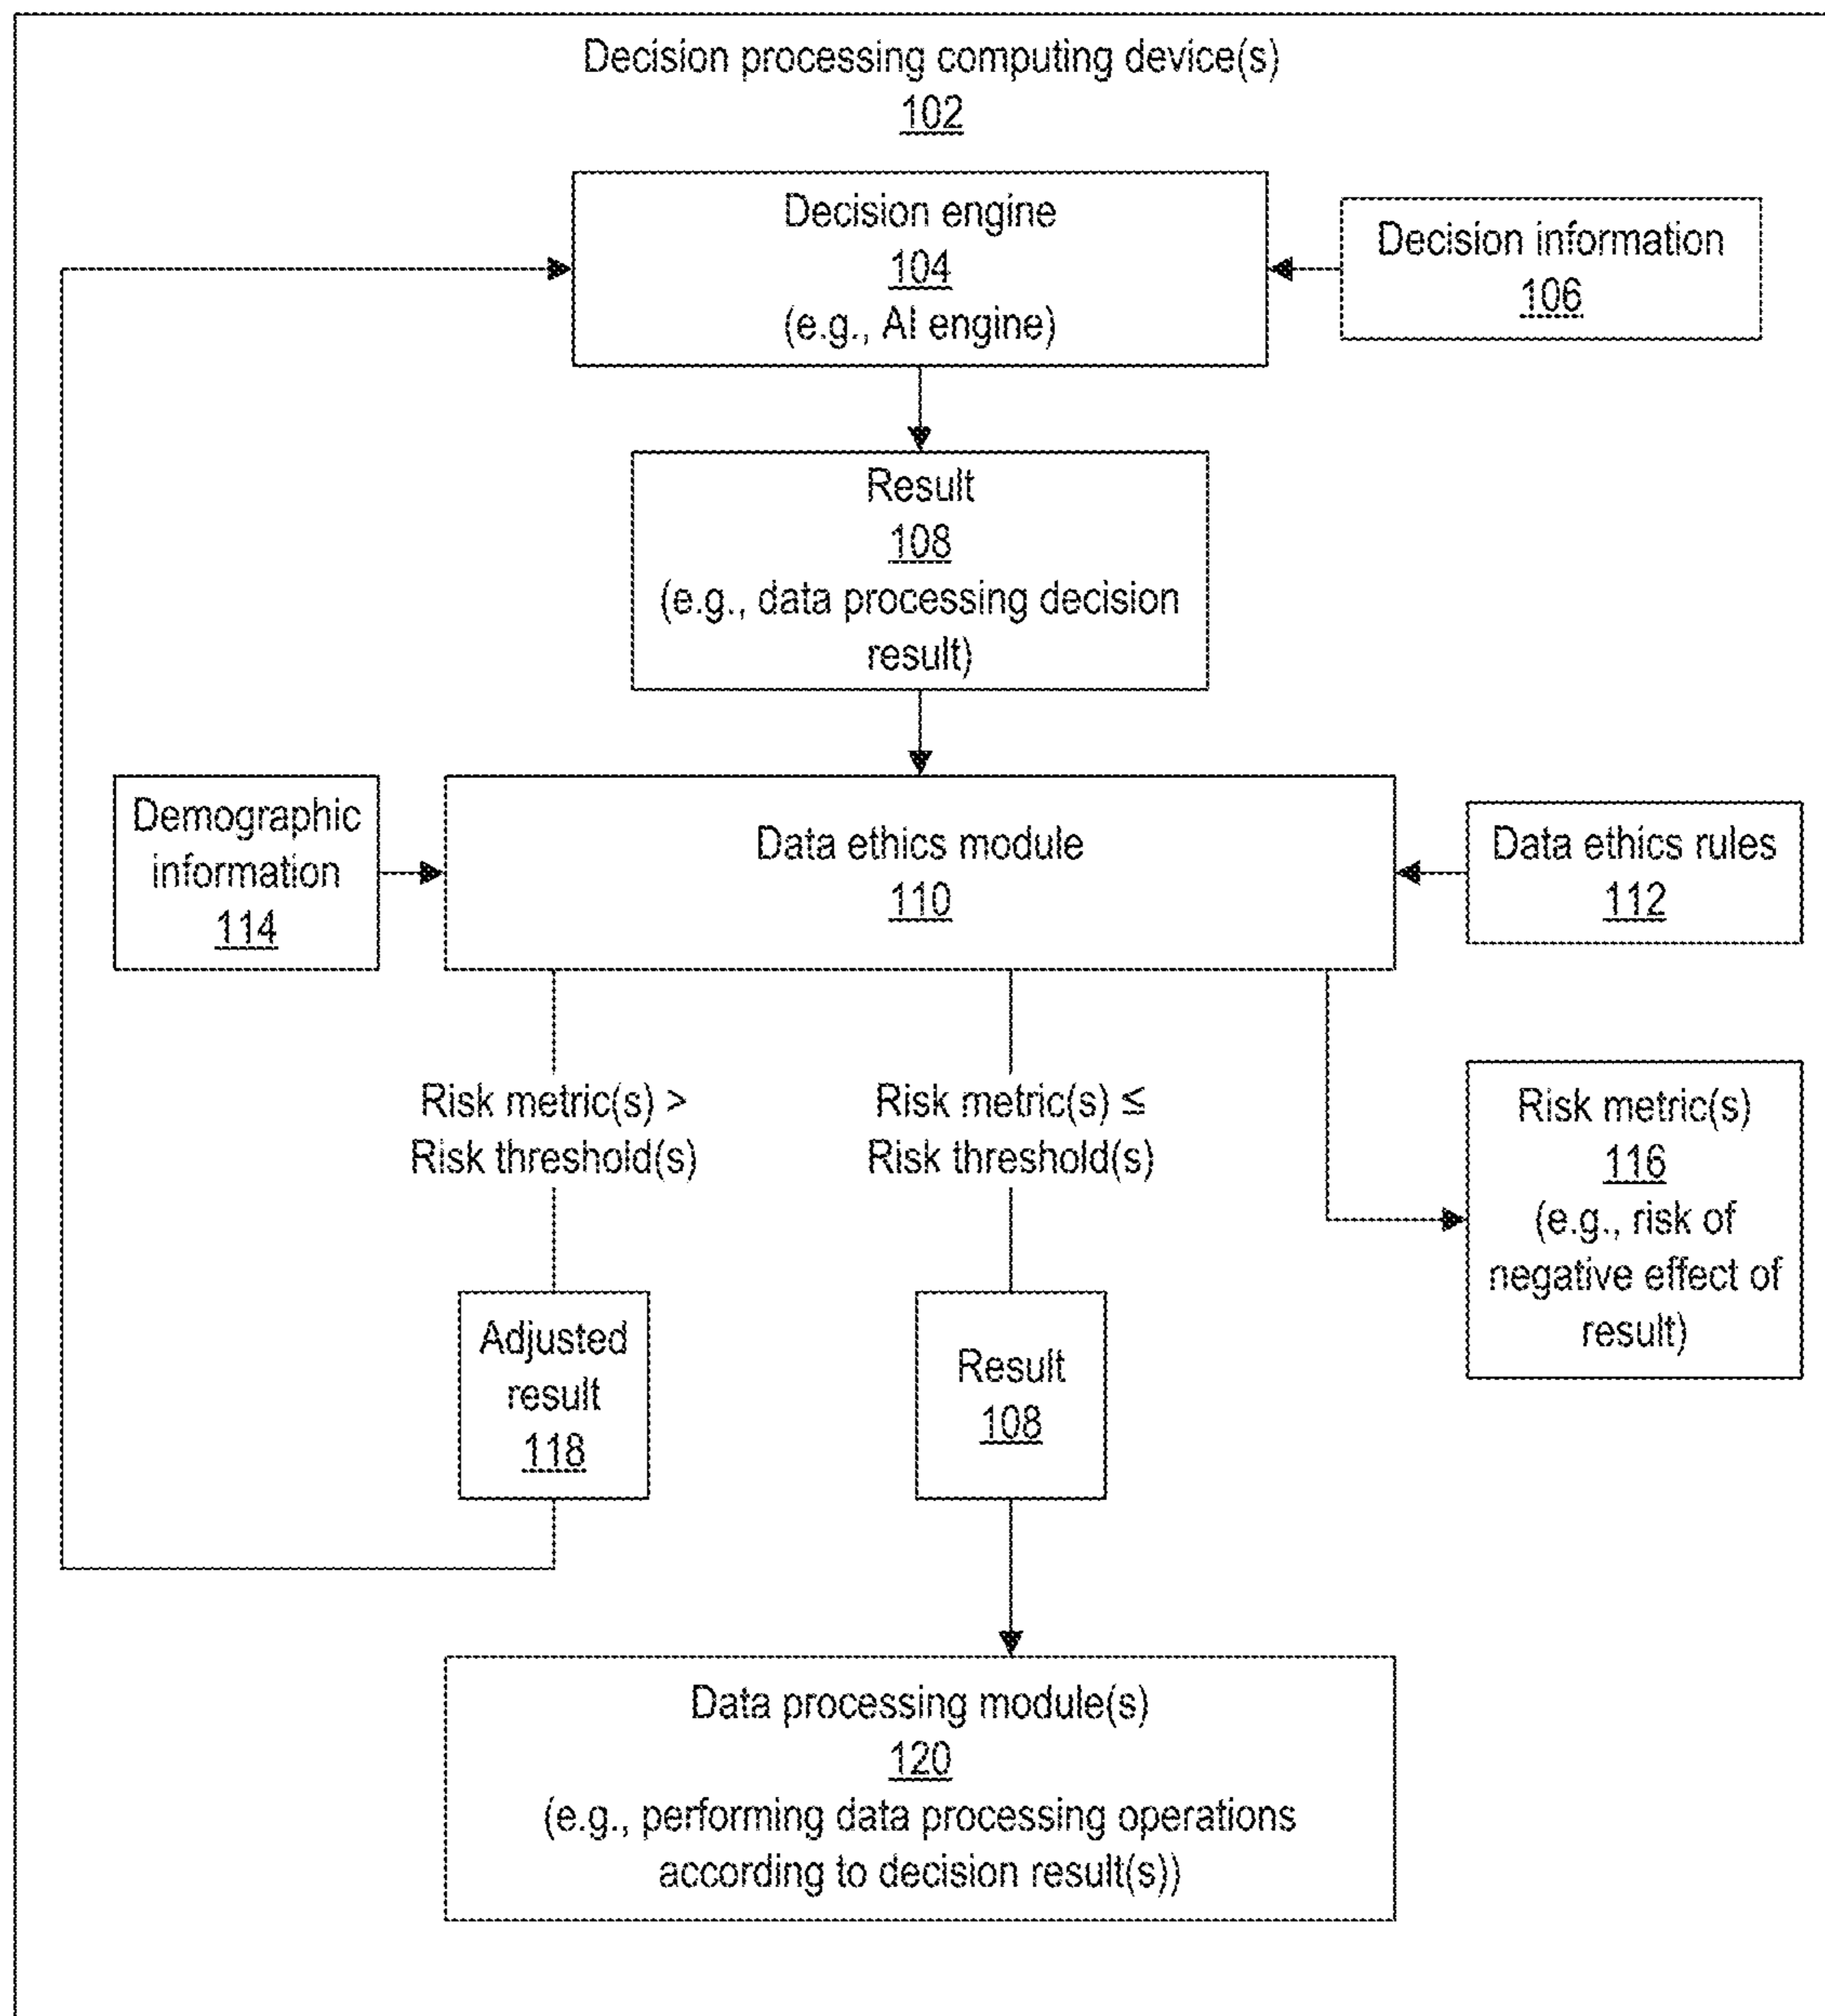 Decision processing computing device(s)
102
Decision engine
104
(e.g., AI engine)
Decision information
106
Result
108
(e.g., data processing decision
result)
Demographic
information
114
Data ethics module
110
Data ethics rules
112
Risk metric(s) >
Risk threshold(s)
Risk metric(s) ≤
Risk threshold(s)
Risk metric(s)
116
(e.g., risk of
negative effect of
result)
Adjusted
result
118
Result
108
Data processing module(s)
120
(e.g., performing data processing operations
according to decision result(s))